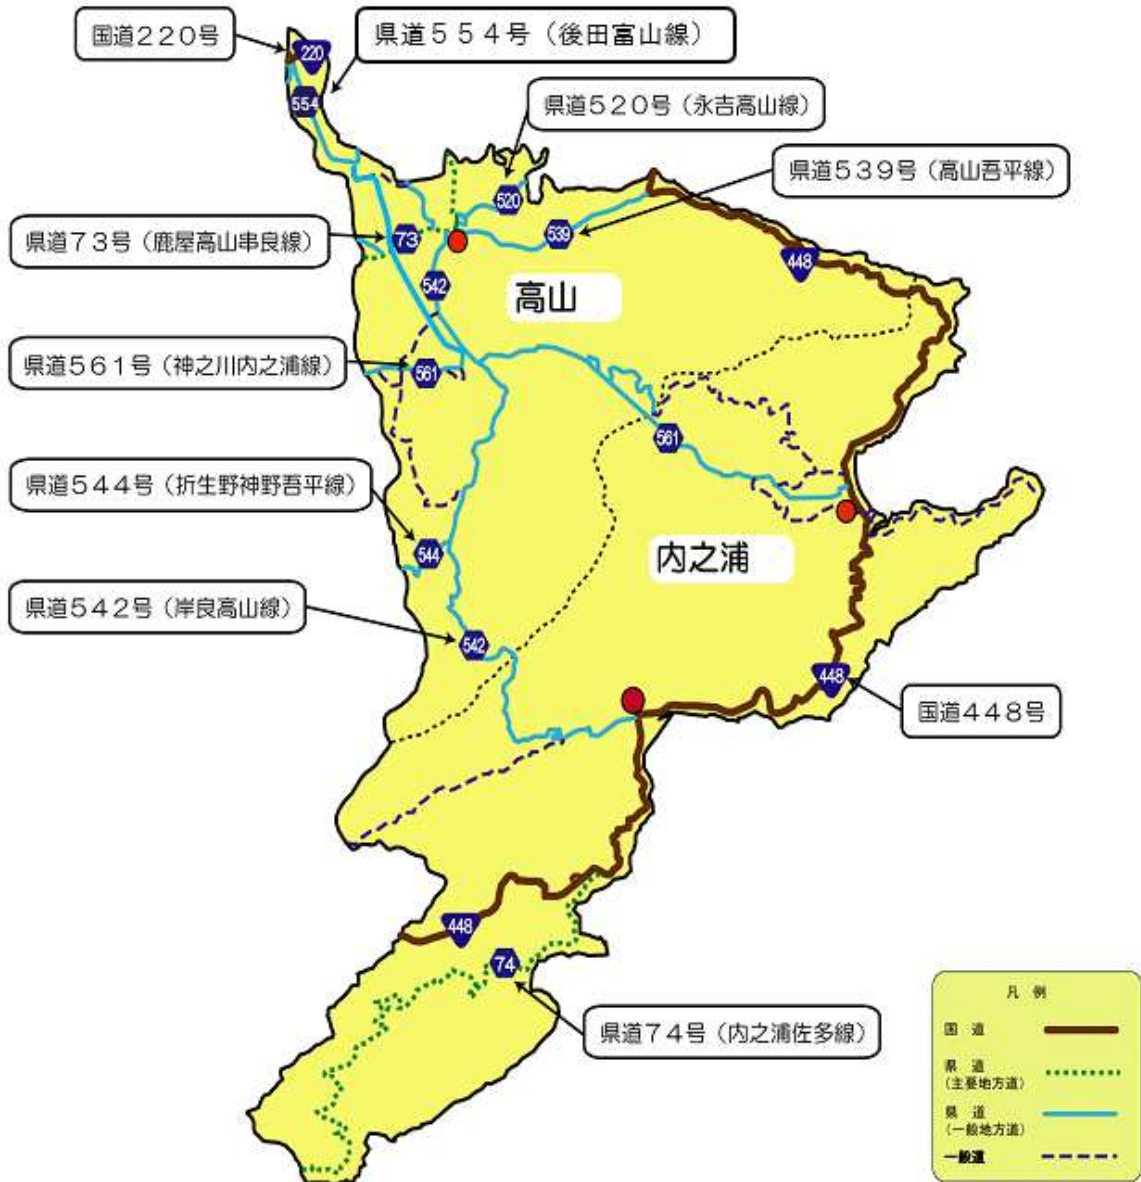 国道２２０号
県道５５４号（後田富山線）
220
554
県道５２０号（永吉高山線）
県道５３９号（高山吾平線）
520
県道７３号（鹿屋高山串良線）
73
539
448
542
高山
県道５６１号（神之川内之浦線）
561
561
県道５４４号（折生野神野吾平線）
544
内之浦
県道５４２号（岸良高山線）
542
448
国道４４８号
448
74
県道７４号（内之浦佐多線）
凡 例
国 道
県 道
（主要地方道）
県 道
（一般地方道）
一般道